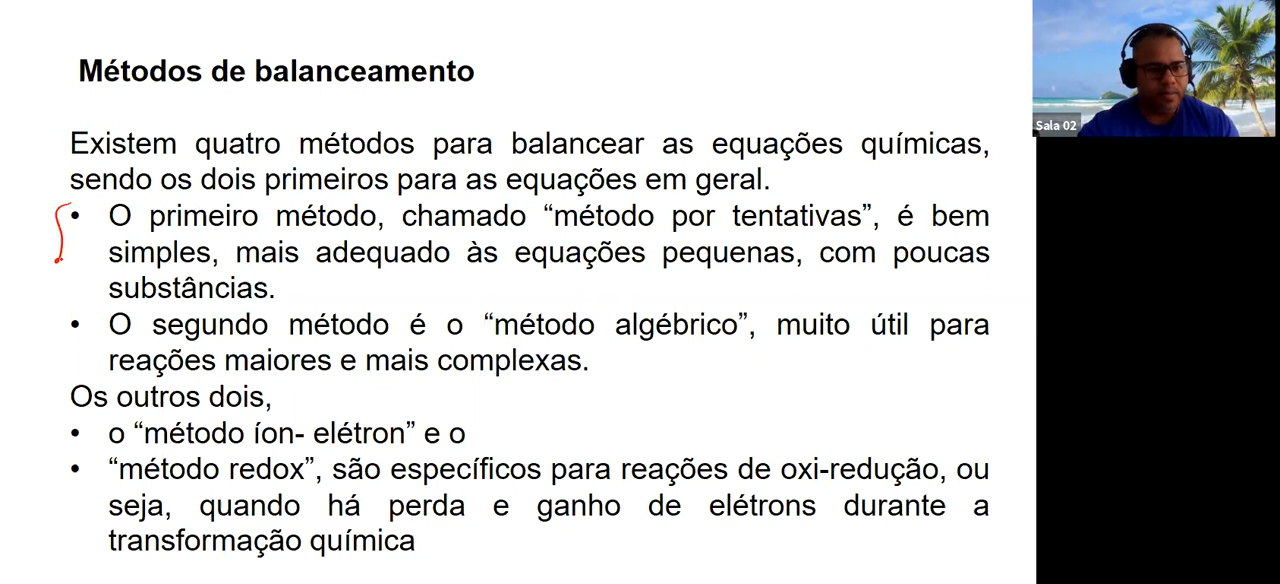 Métodos de balanceamento
Existem quatro métodos para balancear as equações químicas,
sendo os dois primeiros para as equações em geral.
• O primeiro método, chamado “método por tentativas”, é bem
simples, mais adequado às equações pequenas, com poucas
substâncias.
• O segundo método é o “método algébrico”, muito útil para
reações maiores e mais complexas.
Os outros dois,
• o “método íon- elétron” e o
• “método redox”, são específicos para reações de oxi-redução, ou
seja, quando há perda e ganho de elétrons durante a
transformação química
Sala 02